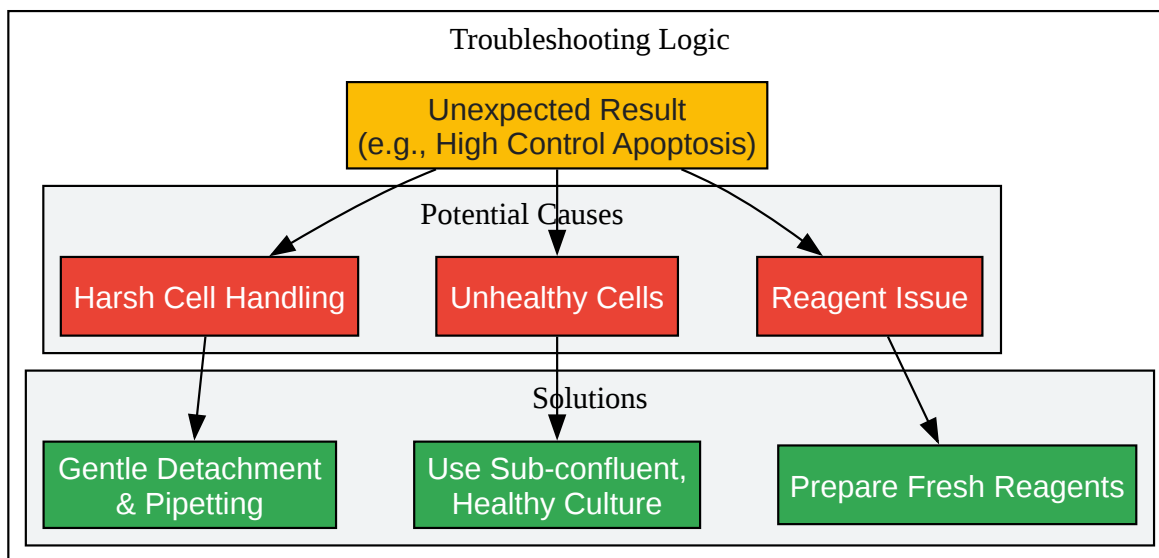 Troubleshooting Logic
Unexpected Result
(e.g., High Control Apoptosis)
Potential Causes
Harsh Cell Handling
Unhealthy Cells
Reagent Issue
Solutions
Gentle Detachment
& Pipetting
Use Sub-confluent,
Healthy Culture
Prepare Fresh Reagents